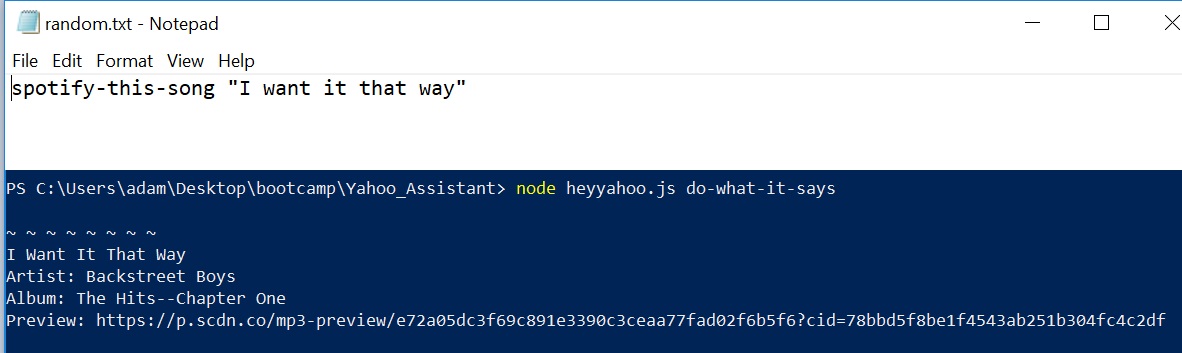 random.txt - Notepad
File Edit Format View Help
spotify-this-song "I want it that way"
PS C:\Users\adam\Desktop\bootcamp\Yahoo_Assistant> node heyyahoo.js do-what-it-says
~ ~ ~ ~ ~ ~ ~ ~
I Want It That Way
Artist: Backstreet Boys
Album: The Hits--Chapter One
Preview: https://p.scdn.co/mp3-preview/e72a05dc3f69c891e3390c3ceaa77fad02f6b5f6?cid=78bbd5f8be1f4543ab251b304fc4c2df